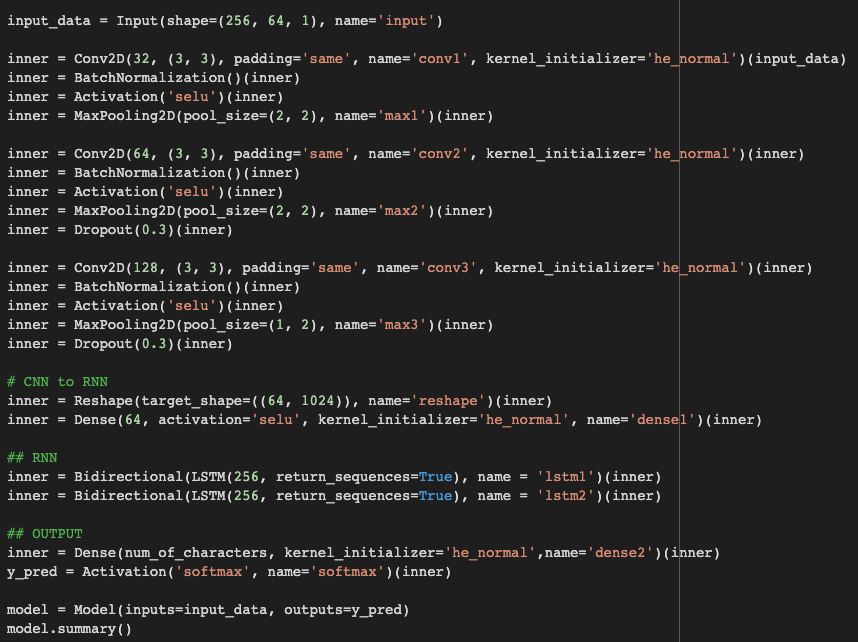 input_data = Input(shape=(256, 64, 1), name='input')
inner = Conv2D(32, (3, 3), padding='same', name='conv1', kernel_initializer='he_normal')(input_data)
inner = BatchNormalization()(inner)
inner = Activation('selu')(inner)
inner = MaxPooling2D(pool_size=(2, 2), name='max1')(inner)
inner = Conv2D(64, (3, 3), padding='same', name='conv2', kernel_initializer='he_normal')(inner)
inner = BatchNormalization()(inner)
inner = Activation('selu')(inner)
inner = MaxPooling2D(pool_size=(2, 2), name='max2')(inner)
inner = Dropout(0.3)(inner)
inner = Conv2D(128, (3, 3), padding='same', name='conv3', kernel_initializer='he_normal')(inner)
inner = BatchNormalization()(inner)
inner = Activation('selu')(inner)
inner = MaxPooling2D(pool_size=(1, 2), name='max3')(inner)
inner = Dropout(0.3)(inner)
# CNN to RNN
inner = Reshape(target_shape=((64, 1024)), name='reshape')(inner)
inner = Dense(64, activation='selu', kernel_initializer='he_normal', name='dense1')(inner)
## RNN
inner = Bidirectional(LSTM(256, return_sequences=True), name = 'lstm1')(inner)
inner = Bidirectional(LSTM(256, return_sequences=True), name = 'lstm2')(inner)
## OUTPUT
inner = Dense(num_of_characters, kernel_initializer='he_normal',name='dense2')(inner)
y_pred = Activation('softmax', name='softmax')(inner)
model = Model(inputs=input_data, outputs=y_pred)
model.summary()